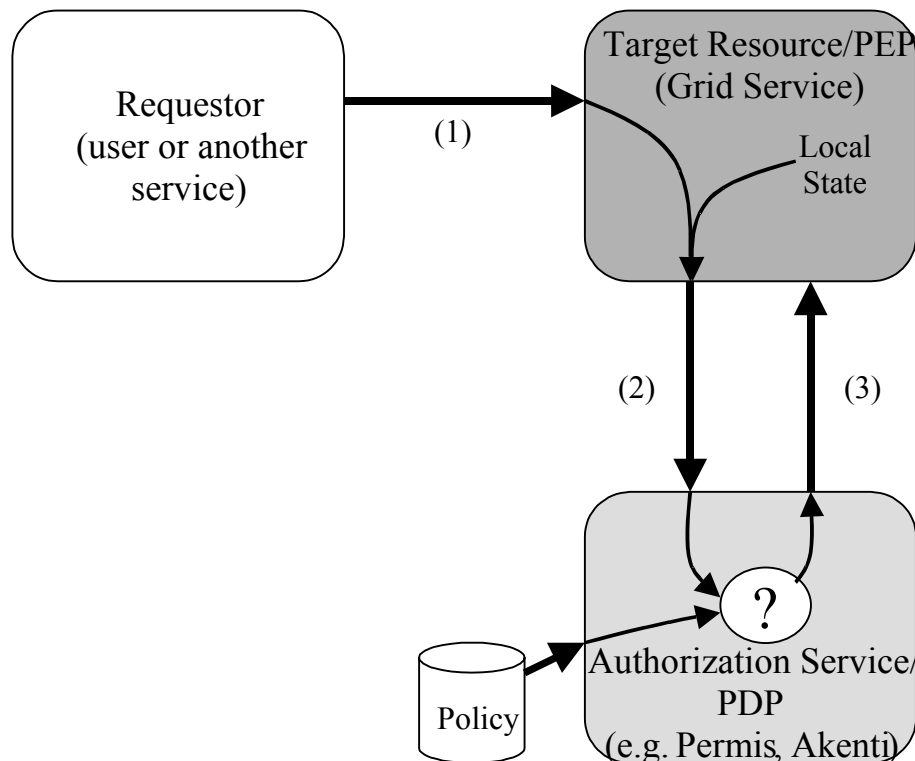 Requestor
(user or another
service)
(1)
Target Resource/PEP
(Grid Service)
Local
State
(2)
(3)
?
Policy
Authorization Service/
PDP
(e.g. Permis, Akenti)